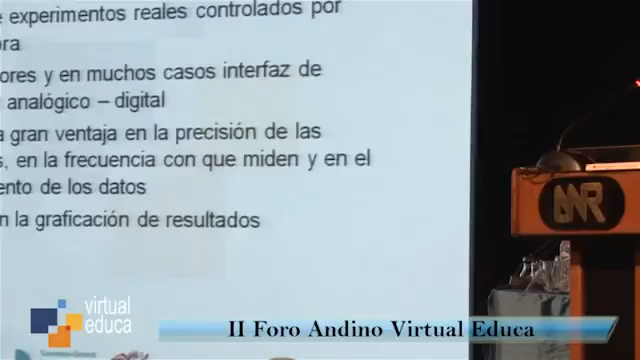 e experimentos reales controlados por
ora
ores y en muchos casos interfaz de
analógico – digital
a gran ventaja en la precisión de las
s, en la frecuencia con que miden y en el
ento de los datos
n la graficación de resultados
BNR
virtual
educa
II Foro Andino Virtual Educa